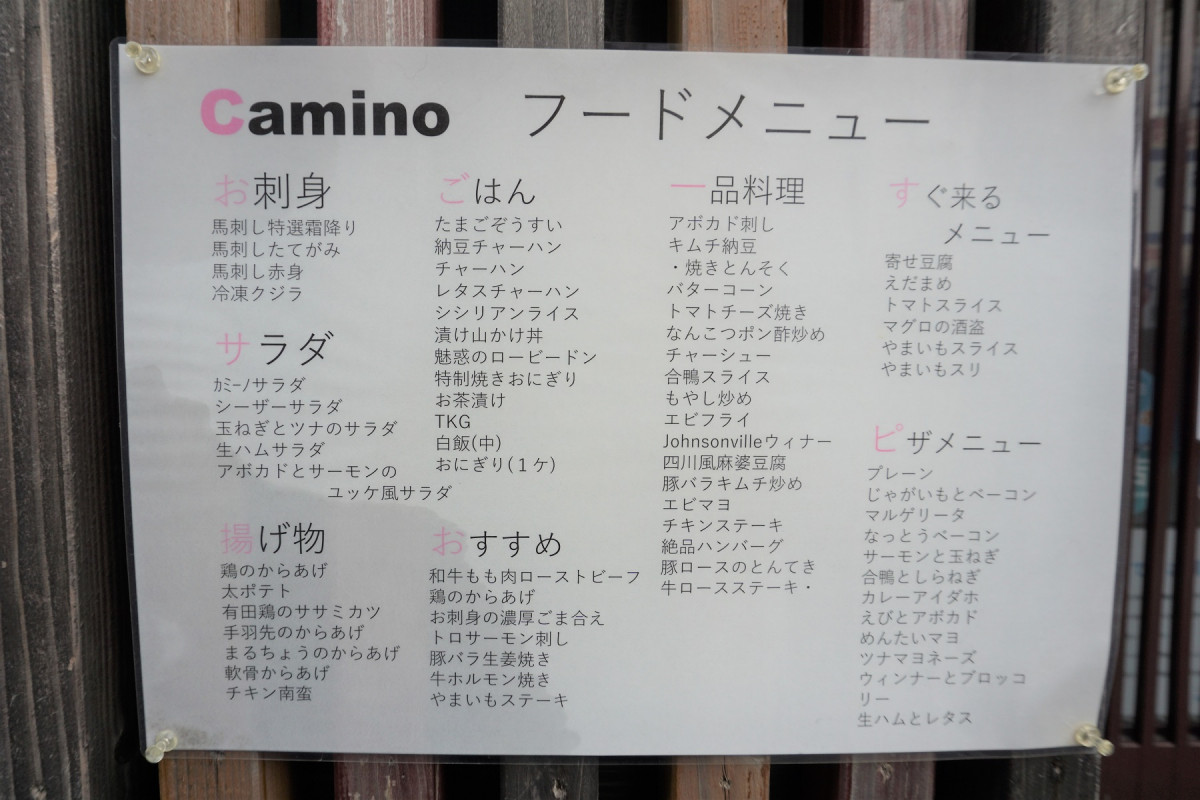 Camino フードメニュー
お刺身
馬刺し特選霜降り
馬刺したてがみ
馬刺し赤身
冷凍クジラ
サラダ
ｶﾐｰﾉサラダ
シーザーサラダ
玉ねぎとツナのサラダ
生ハムサラダ
アボカドとサーモンの
ユッケ風サラダ
揚げ物
鶏のからあげ
太ポテト
有田鶏のササミカツ
手羽先のからあげ
まるちょうのからあげ
軟骨からあげ
チキン南蛮
ごはん
たまごぞうすい
納豆チャーハン
チャーハン
レタスチャーハン
シシリアンライス
漬け山かけ丼
魅惑のロービードン
特制焼きおにぎり
お茶漬け
TKG
白飯(中)
おにぎり(１ケ)
おすすめ
和牛もも肉ローストビーフ
鶏のからあげ
お刺身の濃厚ごま合え
トロサーモン刺し
豚バラ生姜焼き
牛ホルモン焼き
やまいもステーキ
一品料理
アボカド刺し
キムチ納豆
・焼きとんそく
バターコーン
トマトチーズ焼き
なんこつポン酢炒め
チャーシュー
合鴨スライス
もやし炒め
エビフライ
Johnsonvilleウィナー
四川風麻婆豆腐
豚バラキムチ炒め
エビマヨ
チキンステーキ
絶品ハンバーグ
豚ロースのとんてき
牛ロースステーキ・
すぐ来る
メニュー
寄せ豆腐
えだまめ
トマトスライス
マグロの酒盗
やまいもスライス
やまいもスリ
ピザメニュー
プレーン
じゃがいもとベーコン
マルゲリータ
なっとうベーコン
サーモンと玉ねぎ
合鴨としらねぎ
カレーアイダホ
えびとアボカド
めんたいマヨ
ツナマヨネーズ
ウィンナーとブロッコ
リー
生ハムとレタス